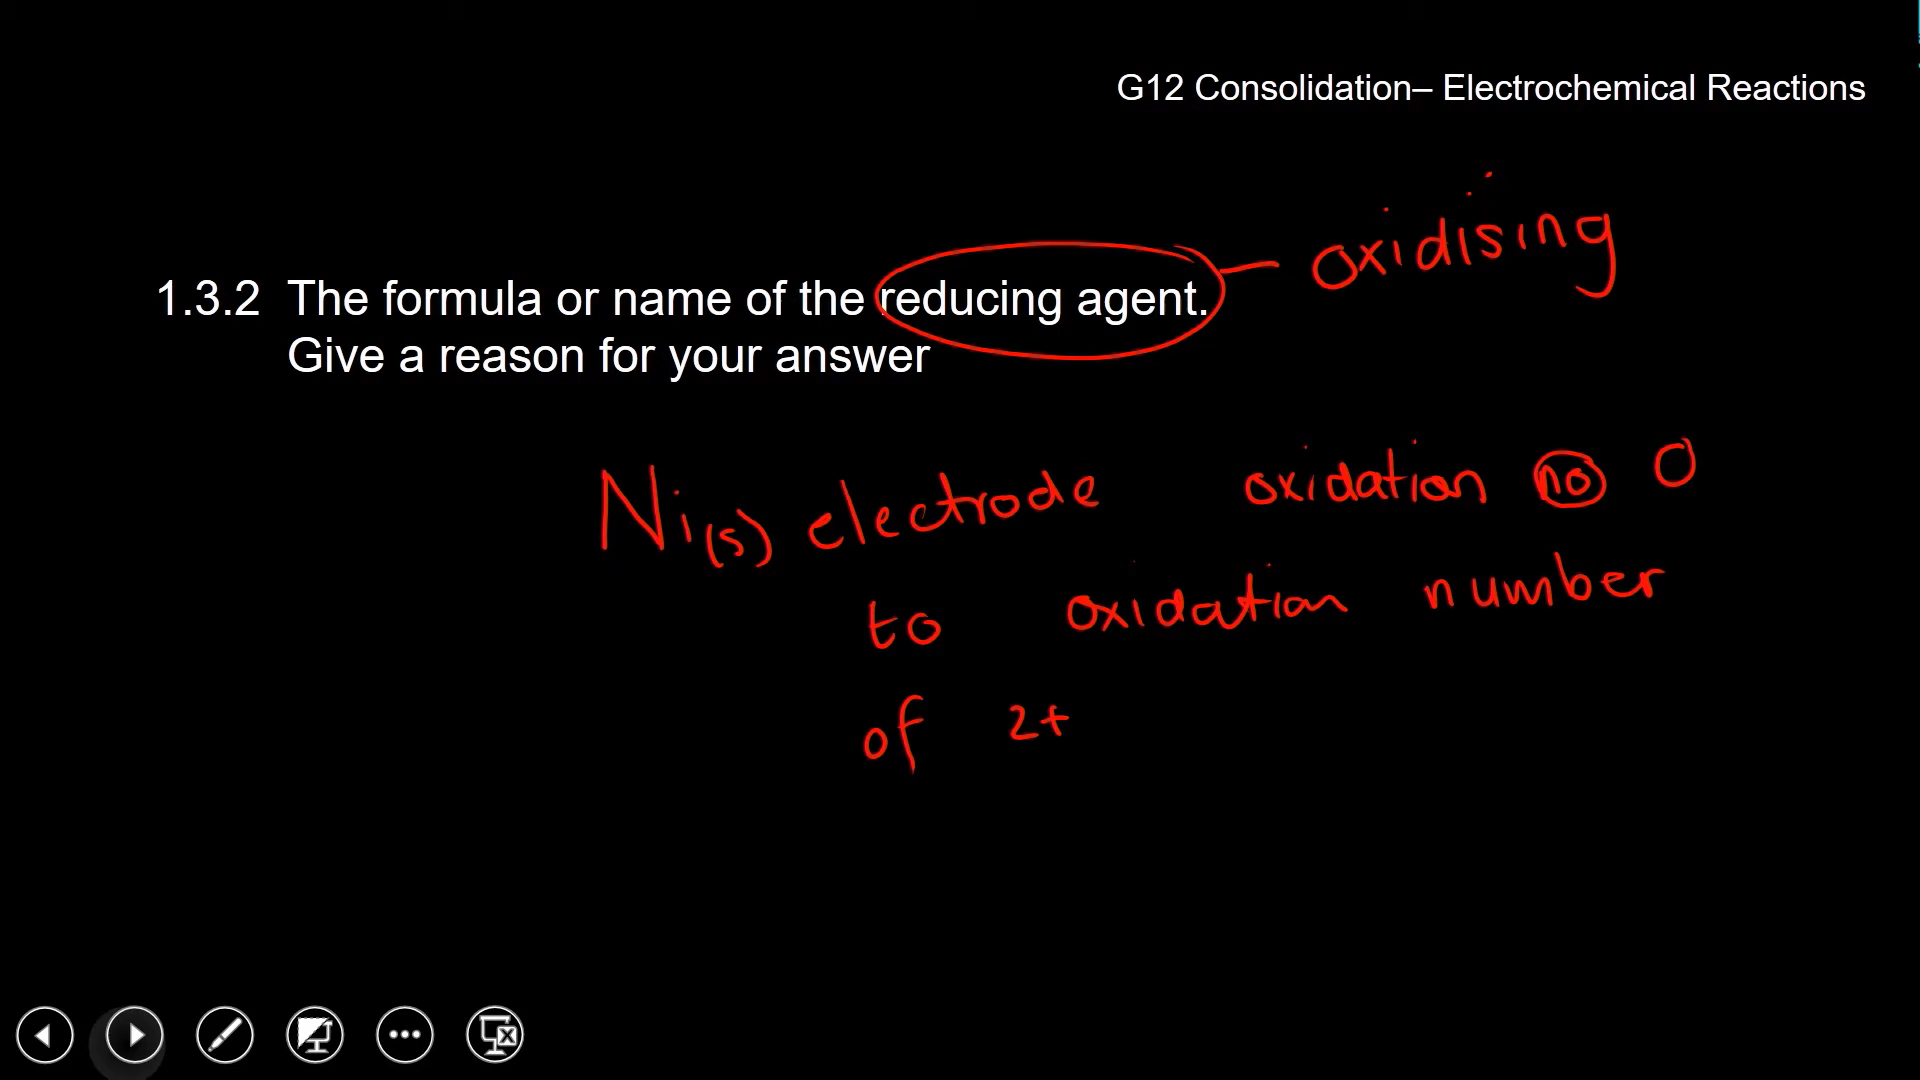 G12 Consolidation– Electrochemical Reactions
oxidising
1.3.2 The formula or name of the reducing agent.
Give a reason for your answer
Ni(s) electrode oxidation no 0
to oxidation number
of 2+